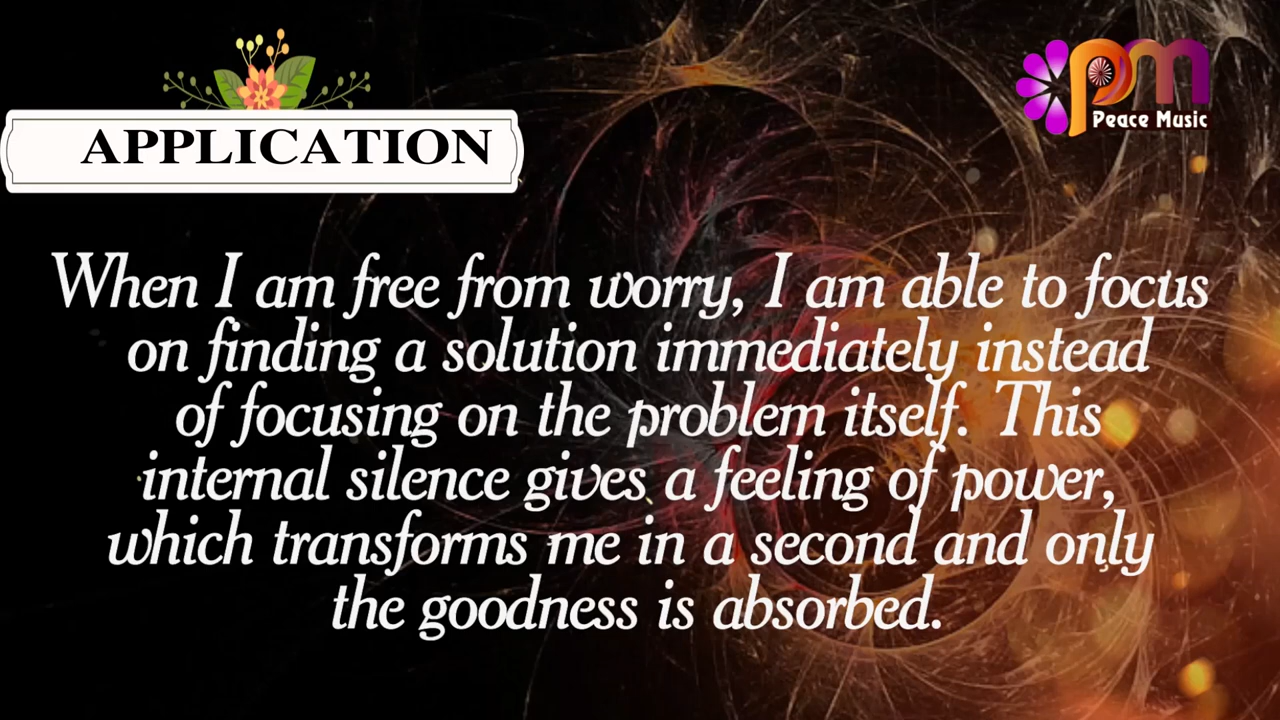 APPLICATION
pm
Peace Music
When I am free from worry, I am able to focus
on finding a solution immediately instead
of focusing on the problem itself. This
internal silence gives a feeling of power,
which transforms me in a second and only
the goodness is absorbed.